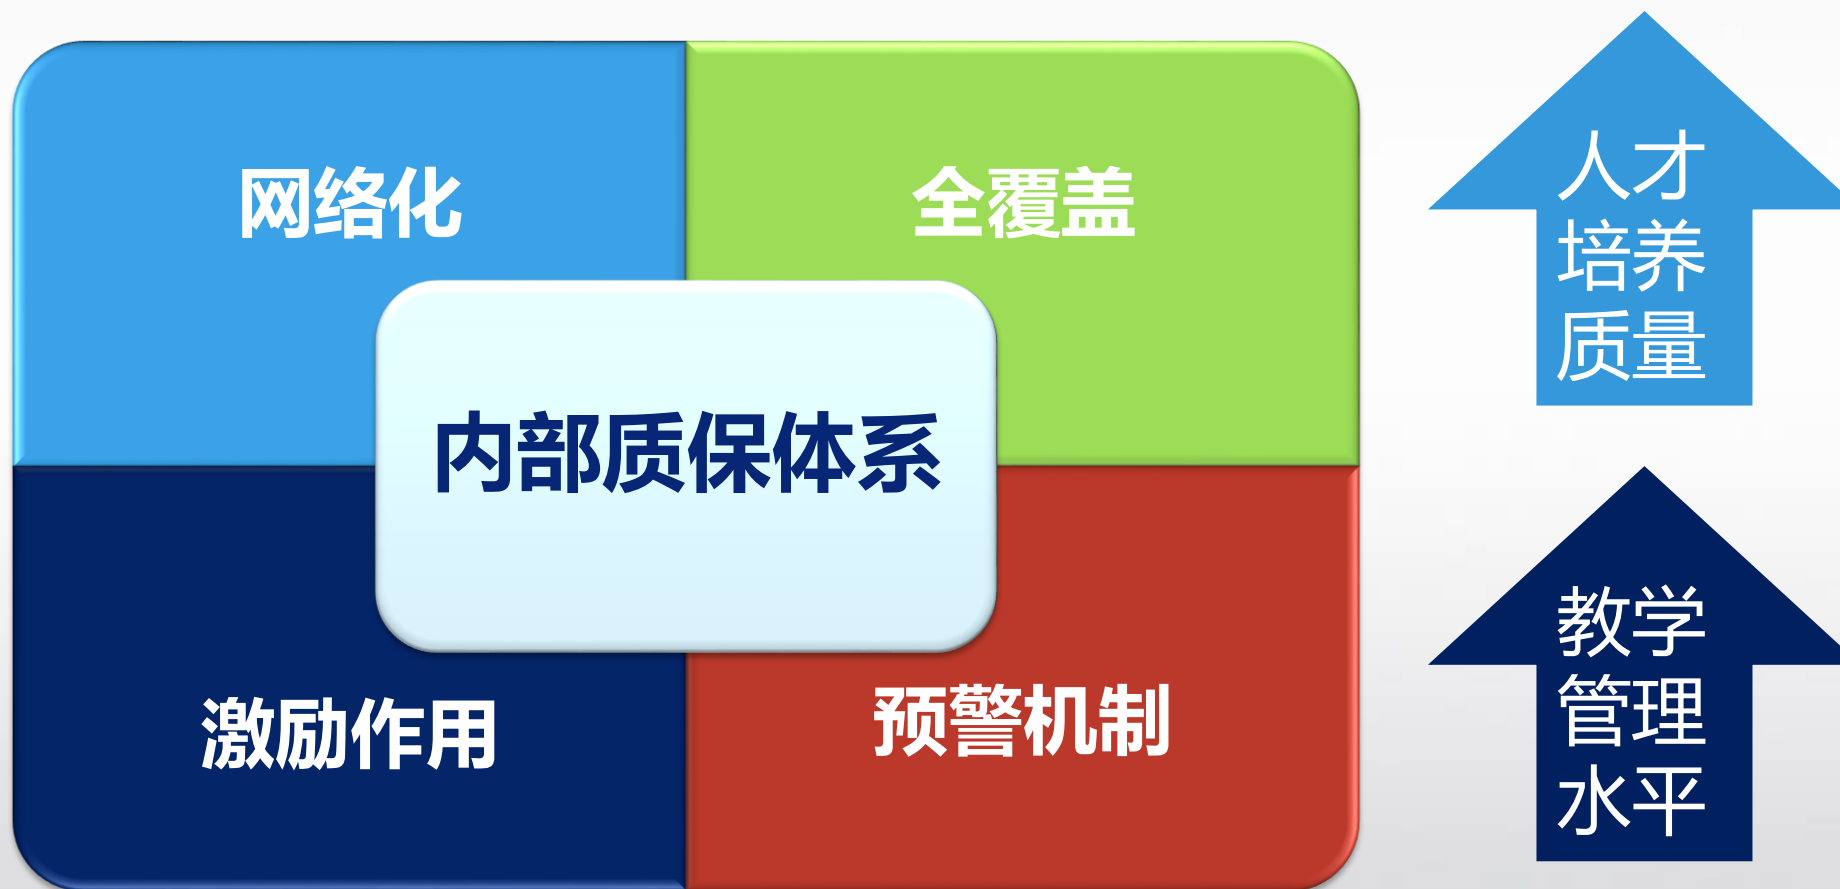 网络化
全覆盖
内部质保体系
激励作用
预警机制
人才
培养
质量
教学
管理
水平